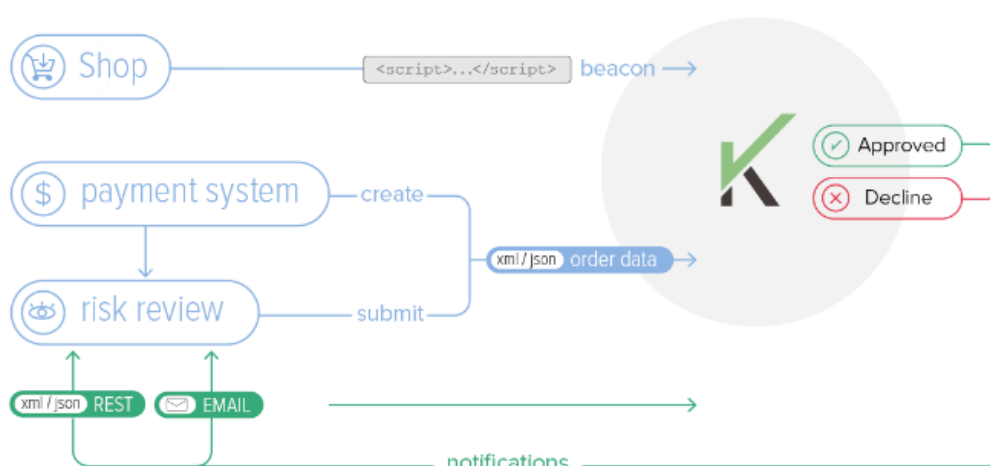 Shop
<script>...</script>
beacon
Approved
payment system
create
Decline
xml/json order data
risk review
submit
xml/json REST
EMAIL
notifications